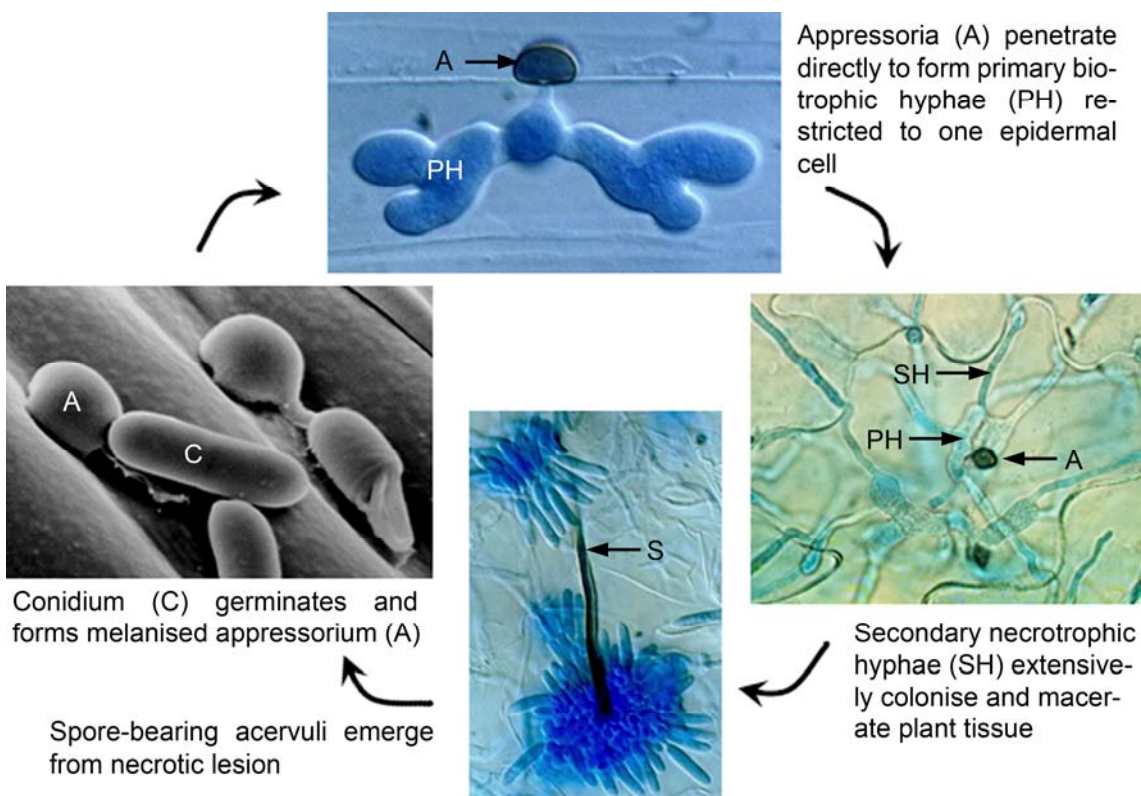 A
PH
Appressoria (A) penetrate
directly to form primary bio-
trophic hyphae (PH) re-
stricted to one epidermal
cell
SH
PH
A
Secondary necrotrophic
hyphae (SH) extensive-
ly colonise and macer-
ate plant tissue
S
Spore-bearing acervuli emerge
from necrotic lesion
A
C
Conidium (C) germinates and
forms melanised appressorium (A)